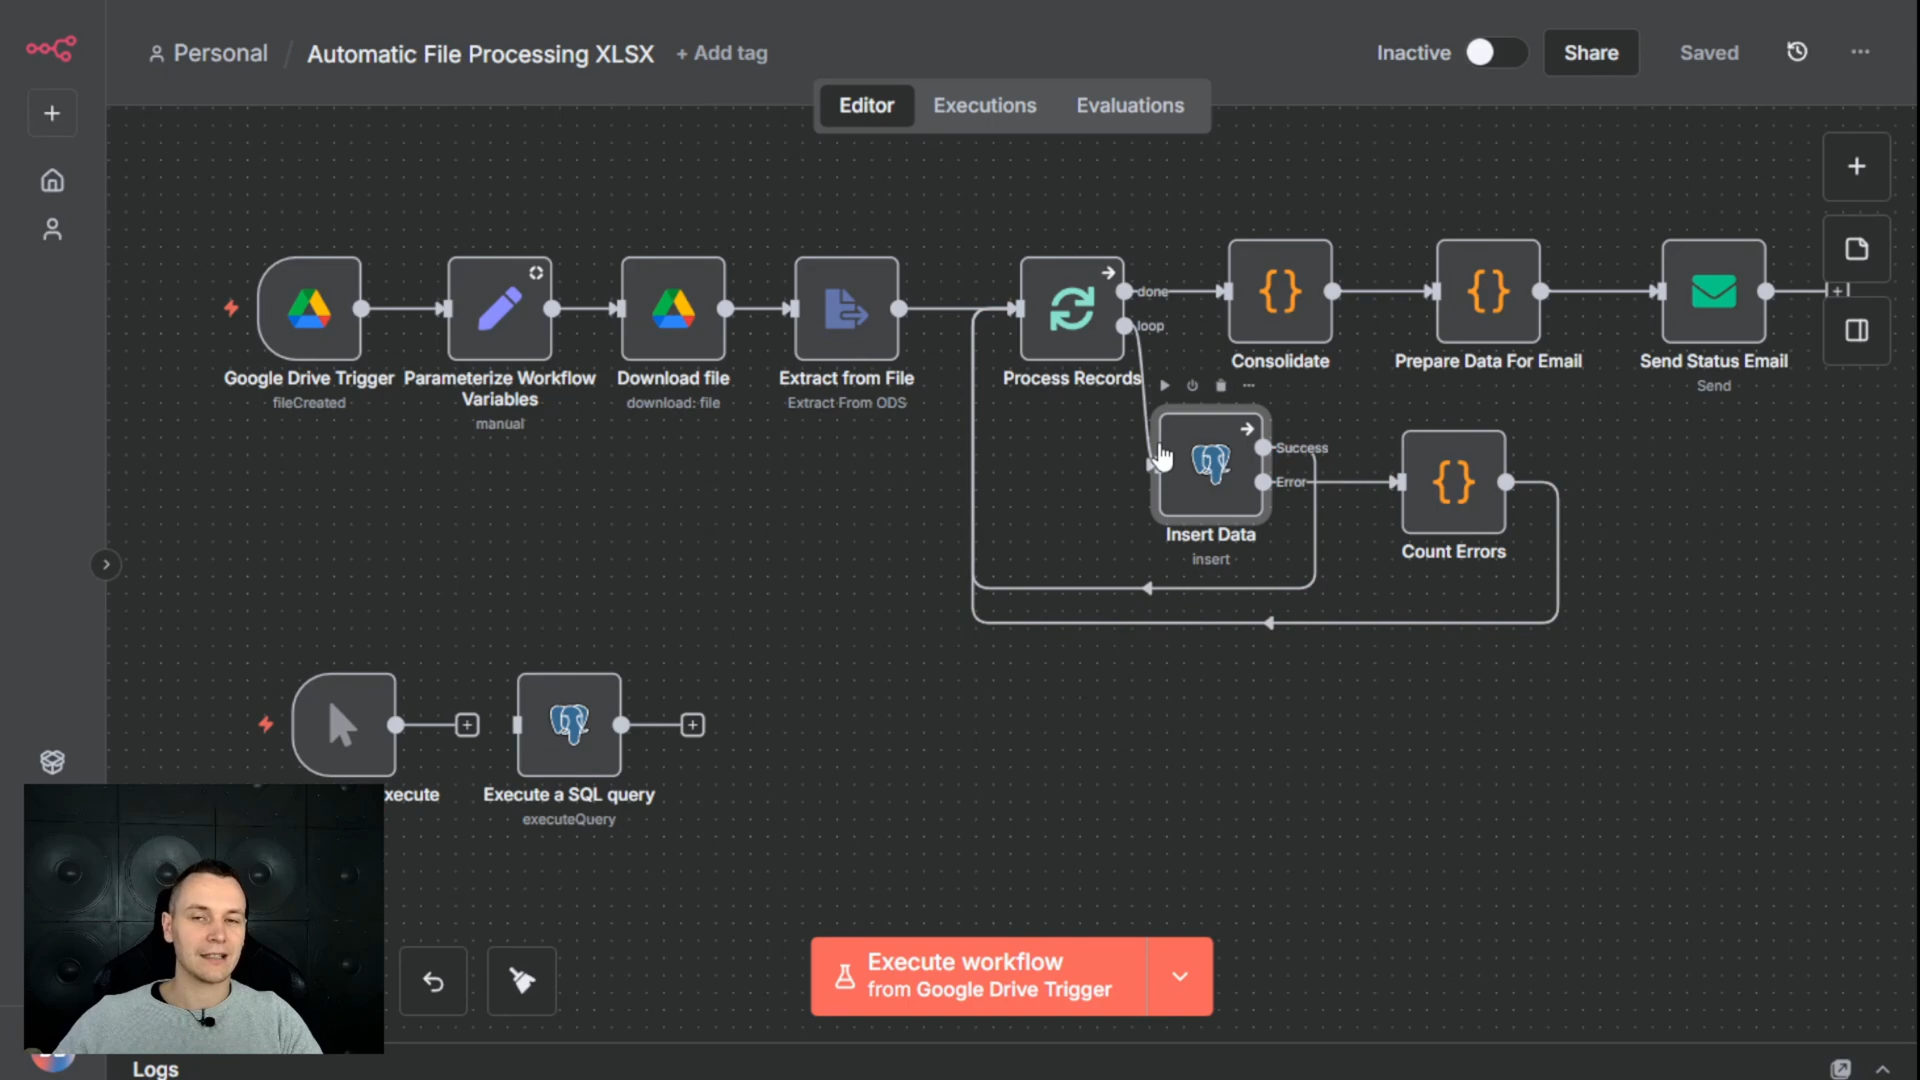 Personal / Automatic File Processing XLSX + Add tag
Inactive
Share
Saved
Editor
Executions
Evaluations
done
loop
Google Drive Trigger
fileCreated
Parameterize Workflow
Variables
manual
Download file
download: file
Extract from File
Extract From ODS
Process Records
Consolidate
Prepare Data For Email
Send Status Email
Send
Success
Error
Insert Data
insert
Count Errors
xecute
Execute a SQL query
executeQuery
Execute workflow
from Google Drive Trigger
Logs